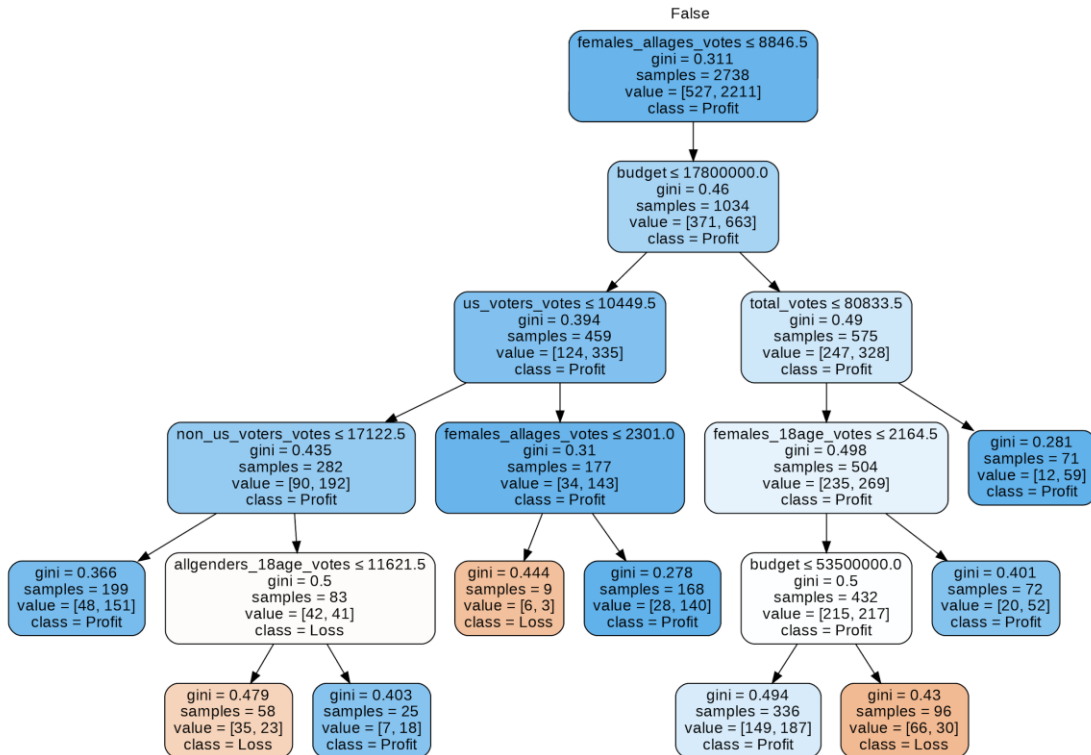 False
females_allages_votes ≤ 8846.5
gini = 0.311
samples = 2738
value = [527, 2211]
class = Profit
budget ≤ 17800000.0
gini = 0.46
samples = 1034
value = [371, 663]
class = Profit
us_voters_votes ≤ 10449.5
gini = 0.394
samples = 459
value = [124, 335]
class = Profit
total_votes ≤ 80833.5
gini = 0.49
samples = 575
value = [247, 328]
class = Profit
non_us_voters_votes ≤ 17122.5
gini = 0.435
samples = 282
value = [90, 192]
class = Profit
females_allages_votes ≤ 2301.0
gini = 0.31
samples = 177
value = [34, 143]
class = Profit
females_18age_votes ≤ 2164.5
gini = 0.498
samples = 504
value = [235, 269]
class = Profit
gini = 0.281
samples = 71
value = [12, 59]
class = Profit
gini = 0.366
samples = 199
value = [48, 151]
class = Profit
allgenders_18age_votes ≤ 11621.5
gini = 0.5
samples = 83
value = [42, 41]
class = Loss
gini = 0.444
samples = 9
value = [6, 3]
class = Loss
gini = 0.278
samples = 168
value = [28, 140]
class = Profit
budget ≤ 53500000.0
gini = 0.5
samples = 432
value = [215, 217]
class = Profit
gini = 0.401
samples = 72
value = [20, 52]
class = Profit
gini = 0.479
samples = 58
value = [35, 23]
class = Loss
gini = 0.403
samples = 25
value = [7, 18]
class = Profit
gini = 0.494
samples = 336
value = [149, 187]
class = Profit
gini = 0.43
samples = 96
value = [66, 30]
class = Loss